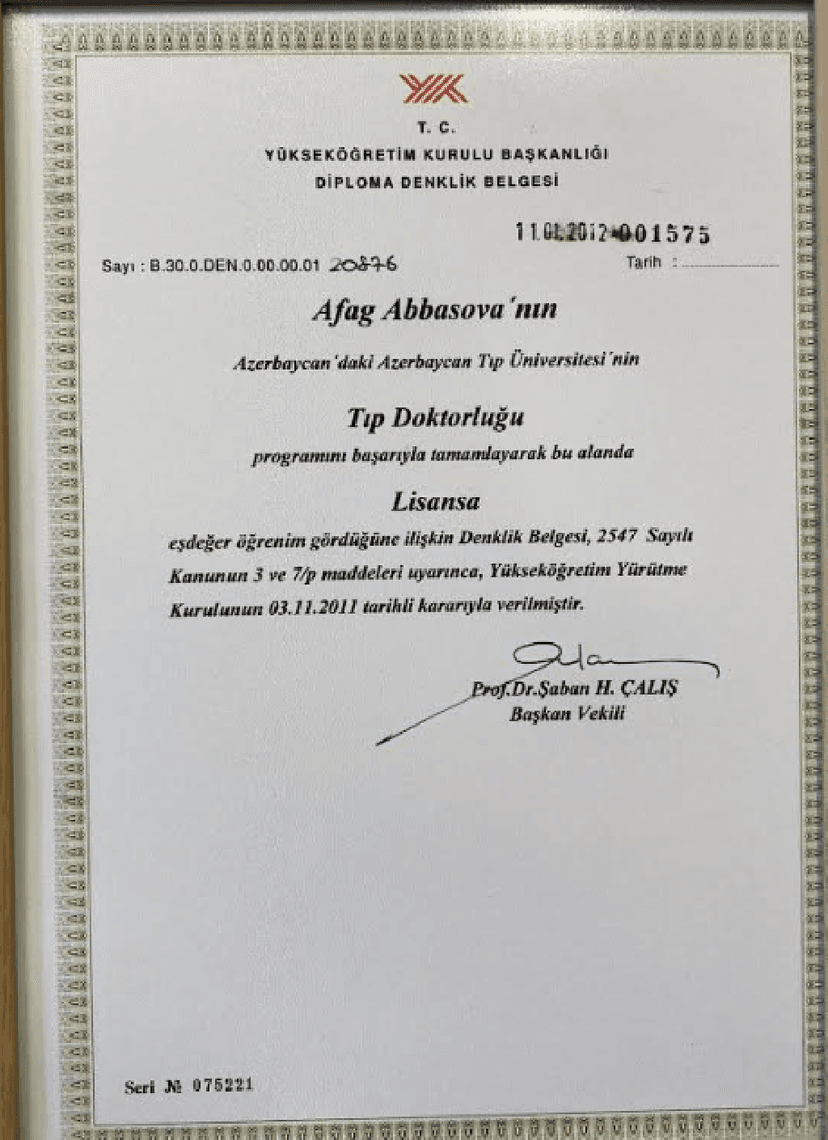 T. C.
YÜKSEKÖĞRETİM KURULU BAŞKANLIĞI
DİPLOMA DENKLİK BELGESİ
2012 001575
Sayı : B.30.0.DEN.0.00.00.01 20876
Tarih :
Afag Abbasova'nın
Azerbaycan'daki Azerbaycan Tıp Üniversitesi'nin
Tıp Doktorluğu
programını başarıyla tamamlayarak bu alanda
Lisansa
eşdeğer öğrenim gördüğüne ilişkin Denklik Belgesi, 2547 Sayılı
Kanunun 3 ve 7/p maddeleri uyarınca, Yükseköğretim Yürütme
Kurulunun 03.11.2011 tarihli kararıyla verilmiştir.
Prof.Dr.Şaban H. ÇALIŞ
Başkan Vekili
Seri № 075221